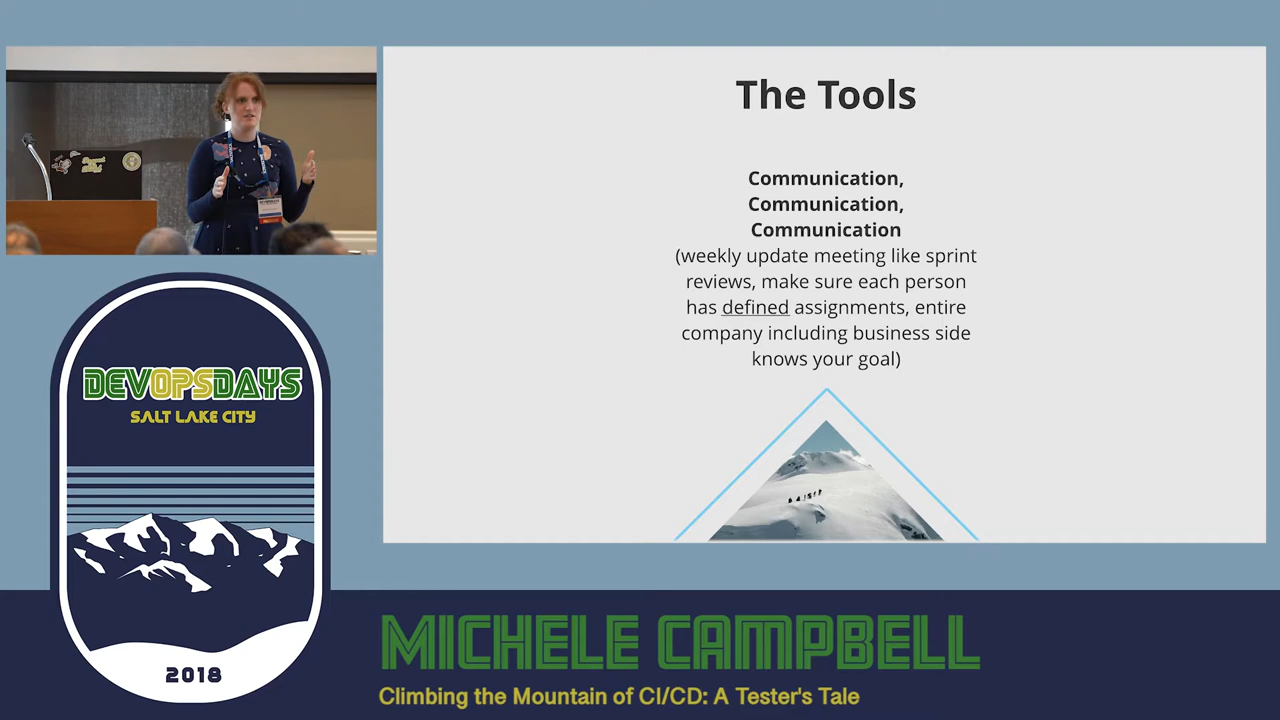 The Tools
Communication,
Communication,
Communication
(weekly update meeting like sprint
reviews, make sure each person
has defined assignments, entire
company including business side
knows your goal)
DEVOPSDAYS
SALT LAKE CITY
2018
MICHELE CAMPBELL
Climbing the Mountain of CI/CD: A Tester's Tale